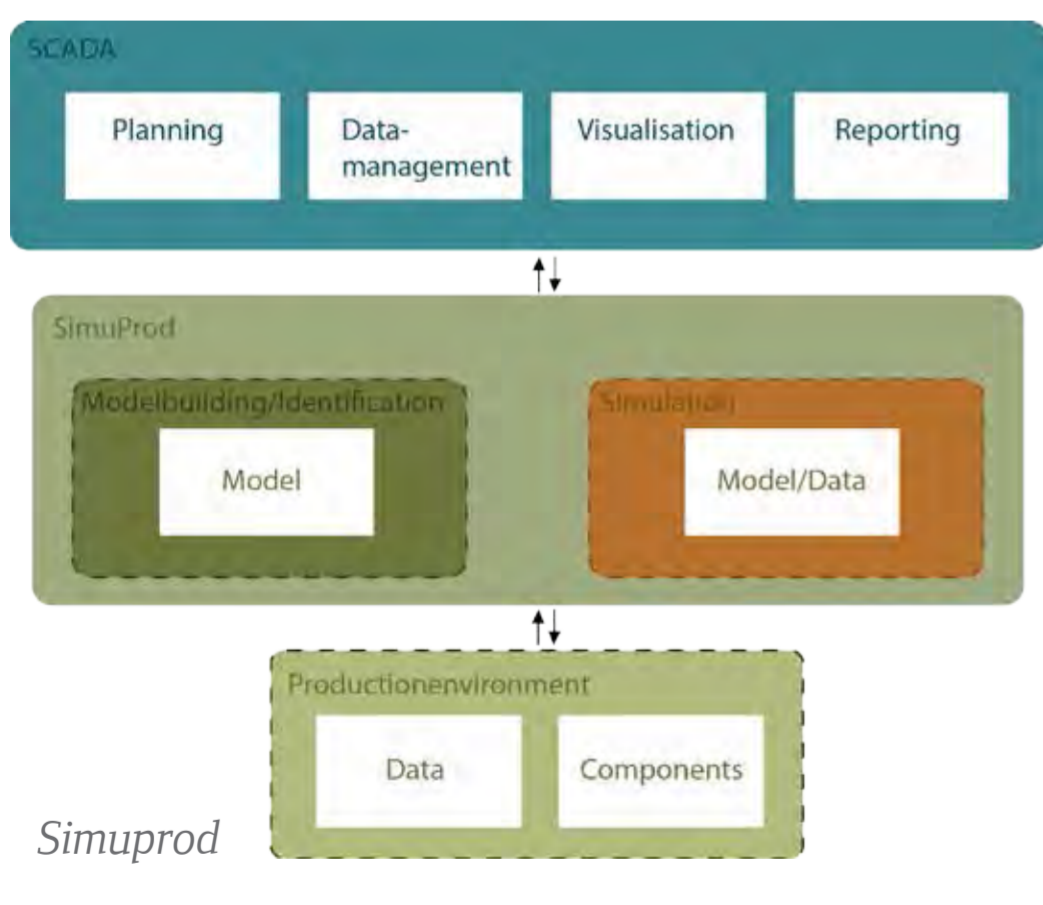 SCADA
Planning
Data-
management
Visualisation
Reporting
SimuProd
Modelbuilding/Identification
Model
Simulation
Model/Data
Productionenvironment
Data
Components
Simuprod